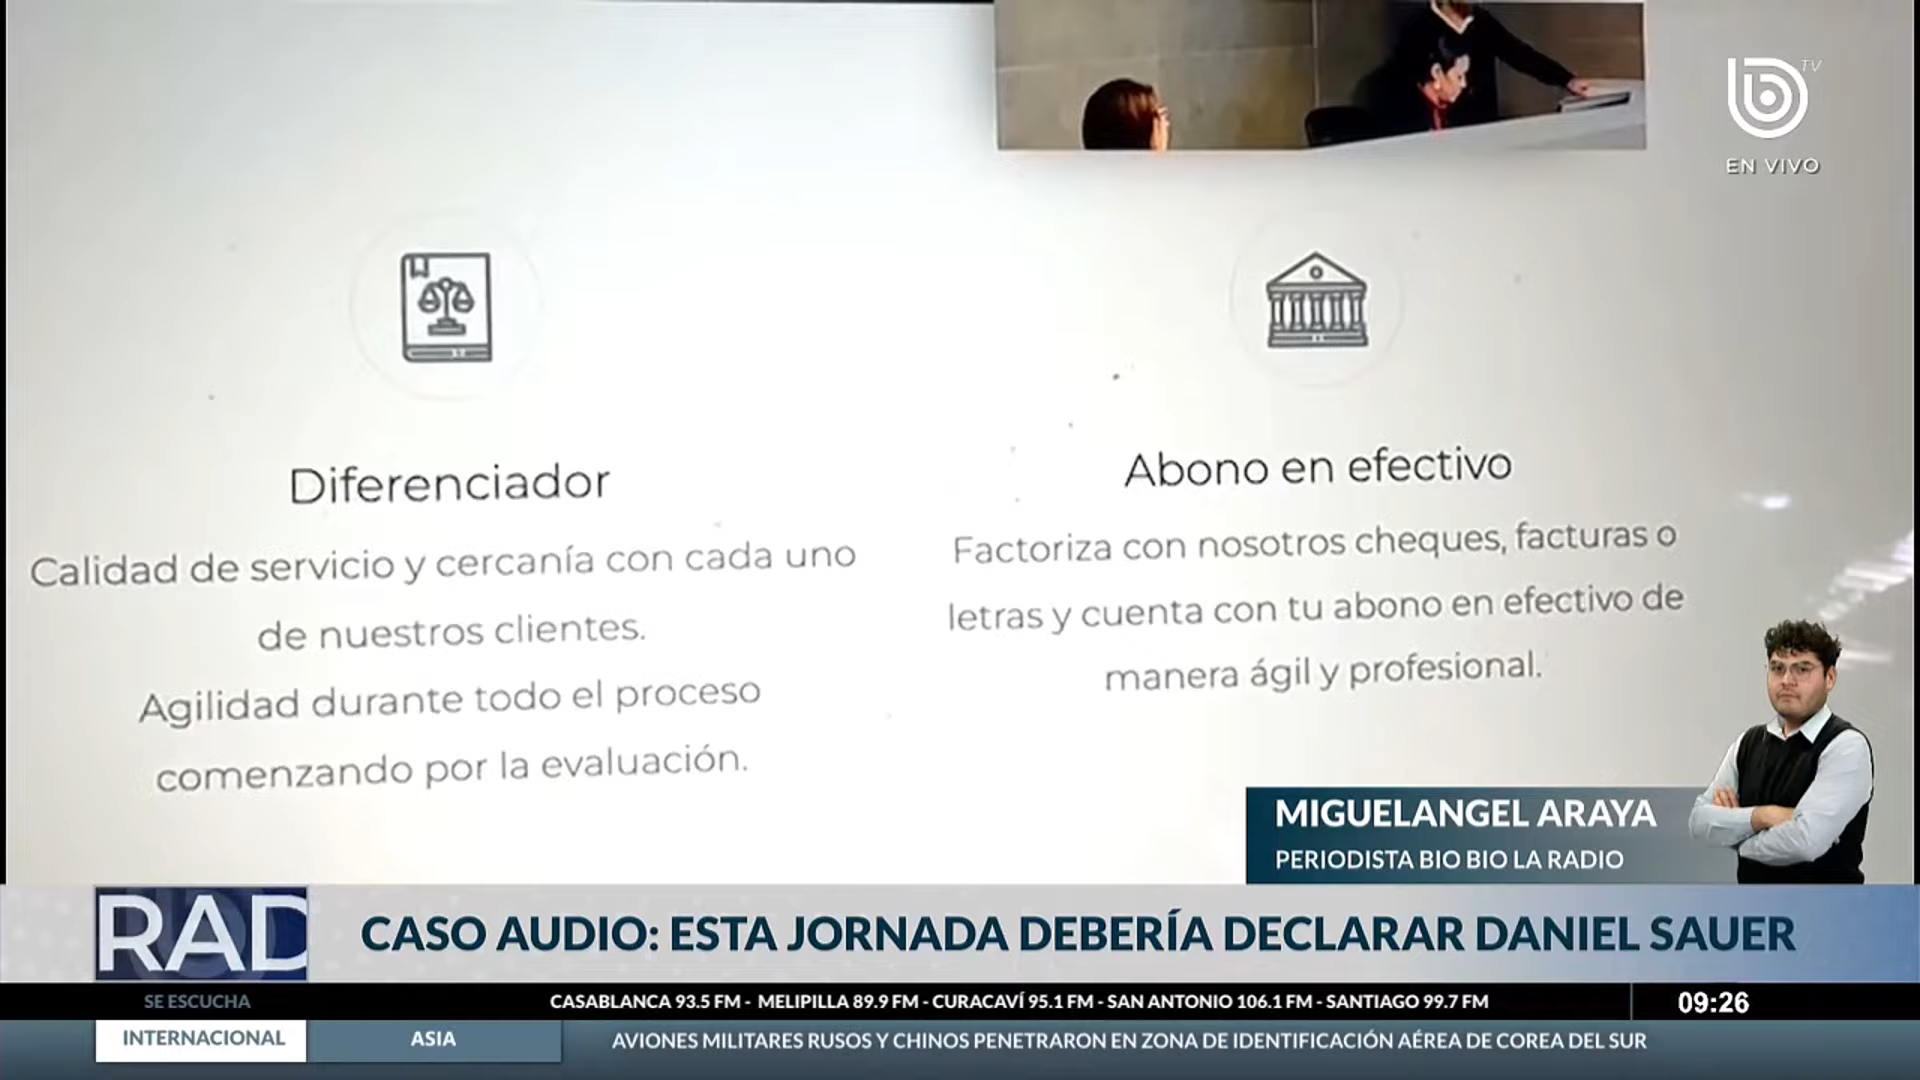 TV
EN VIVO
Diferenciador
Calidad de servicio y cercanía con cada uno
de nuestros clientes.
Agilidad durante todo el proceso
comenzando por la evaluación.
Abono en efectivo
Factoriza con nosotros cheques, facturas o
letras y cuenta con tu abono en efectivo de
manera ágil y profesional.
MIGUELANGEL ARAYA
PERIODISTA BIO BIO LA RADIO
RAD
CASO AUDIO: ESTA JORNADA DEBERÍA DECLARAR DANIEL SAUER
SE ESCUCHA
CASABLANCA 93.5 FM - MELIPILLA 89.9 FM - CURACAVÍ 95.1 FM - SAN ANTONIO 106.1 FM - SANTIAGO 99.7 FM
09:26
INTERNACIONAL
ASIA
AVIONES MILITARES RUSOS Y CHINOS PENETRARON EN ZONA DE IDENTIFICACIÓN AÉREA DE COREA DEL SUR